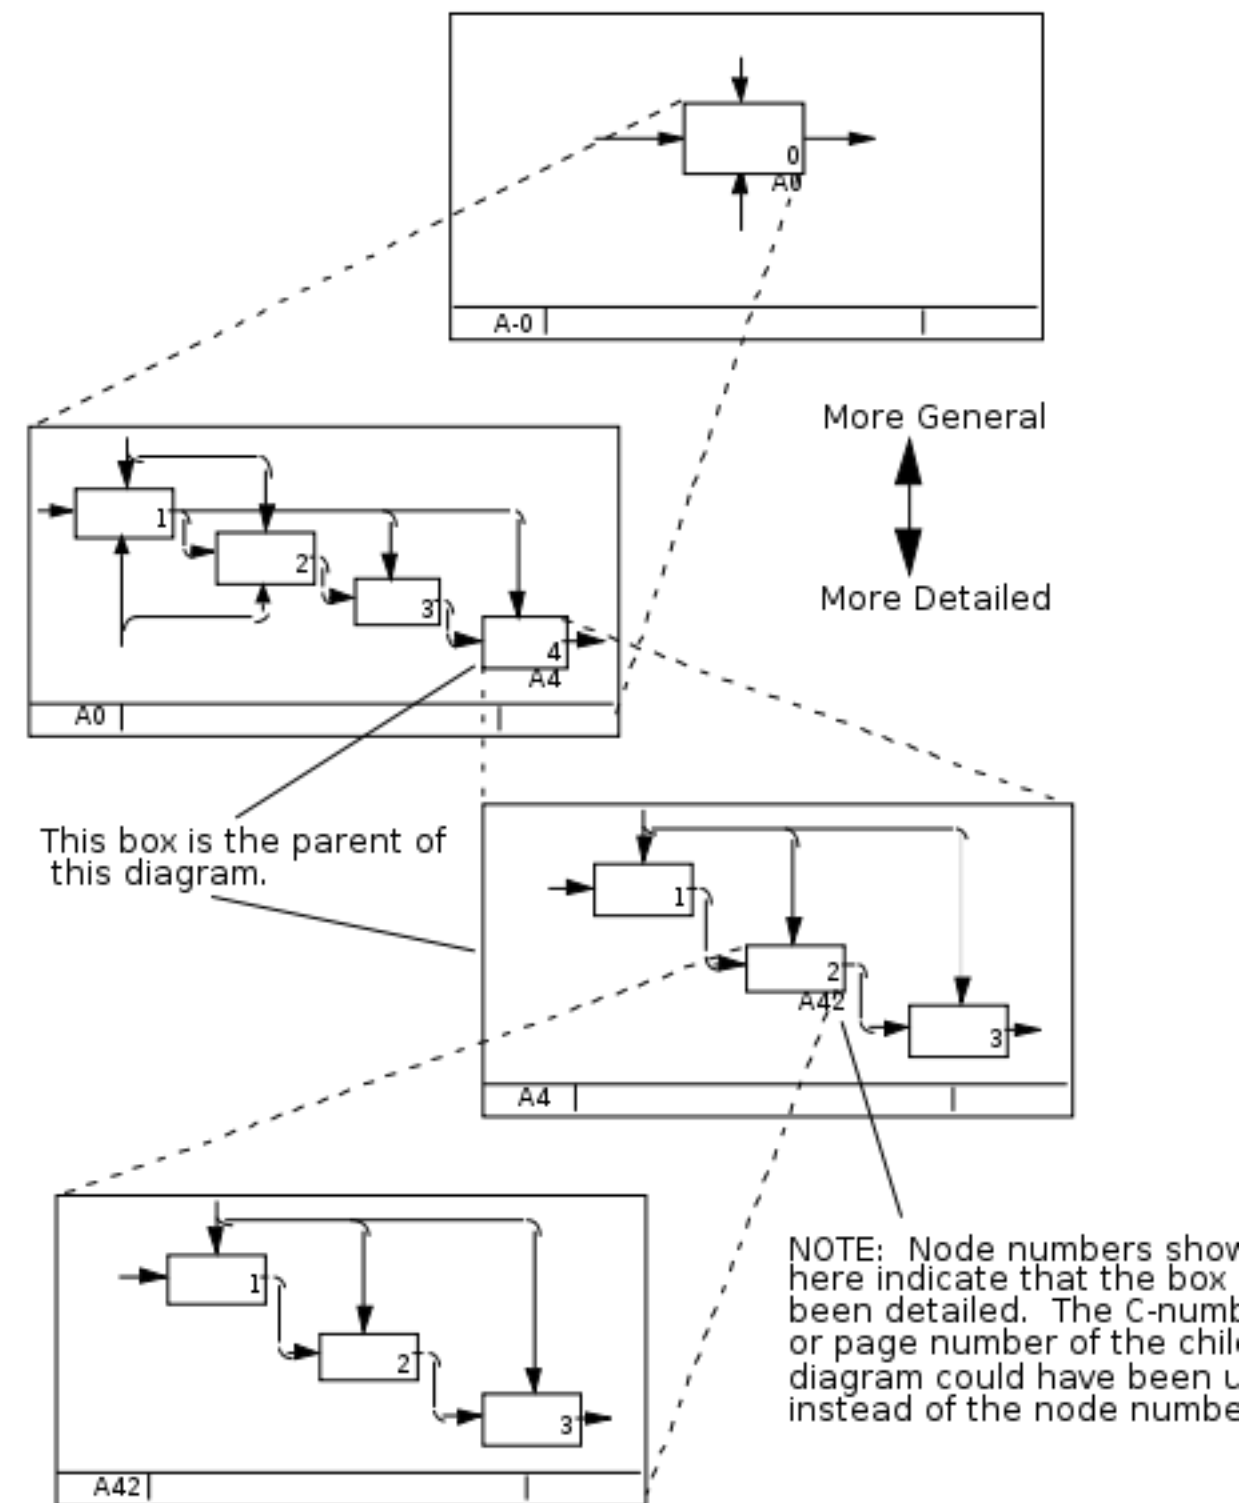 0
A0
A-0
More General
More Detailed
1
2
3
4
A4
A0
This box is the parent of
this diagram.
1
2
A42
3
A4
NOTE: Node numbers show
here indicate that the box
been detailed. The C-numb
or page number of the chil
diagram could have been u
instead of the node numbe
1
2
3
A42